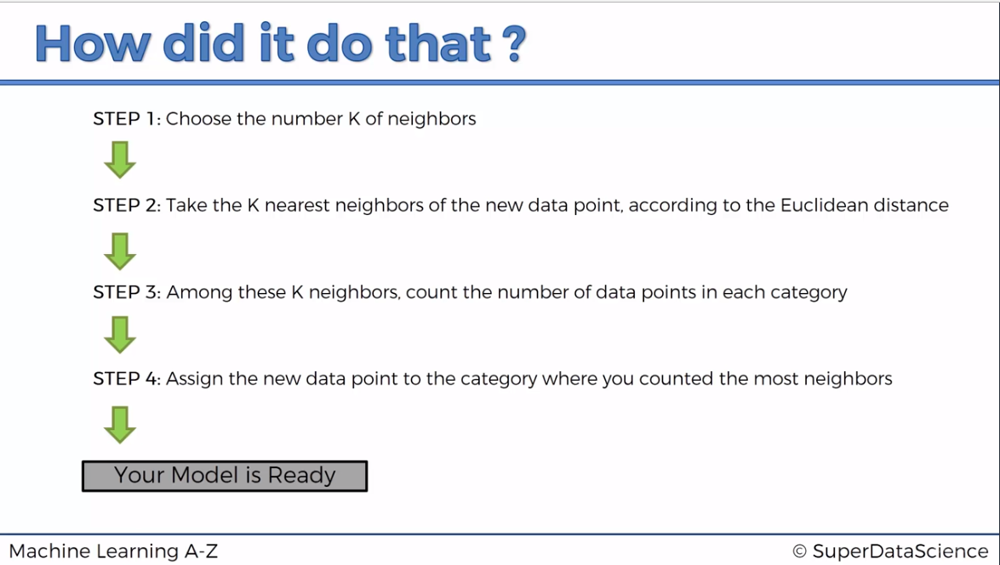 How did it do that ?
STEP 1: Choose the number K of neighbors
STEP 2: Take the K nearest neighbors of the new data point, according to the Euclidean distance
STEP 3: Among these K neighbors, count the number of data points in each category
STEP 4: Assign the new data point to the category where you counted the most neighbors
Your Model is Ready
Machine Learning A-Z
© SuperDataScience